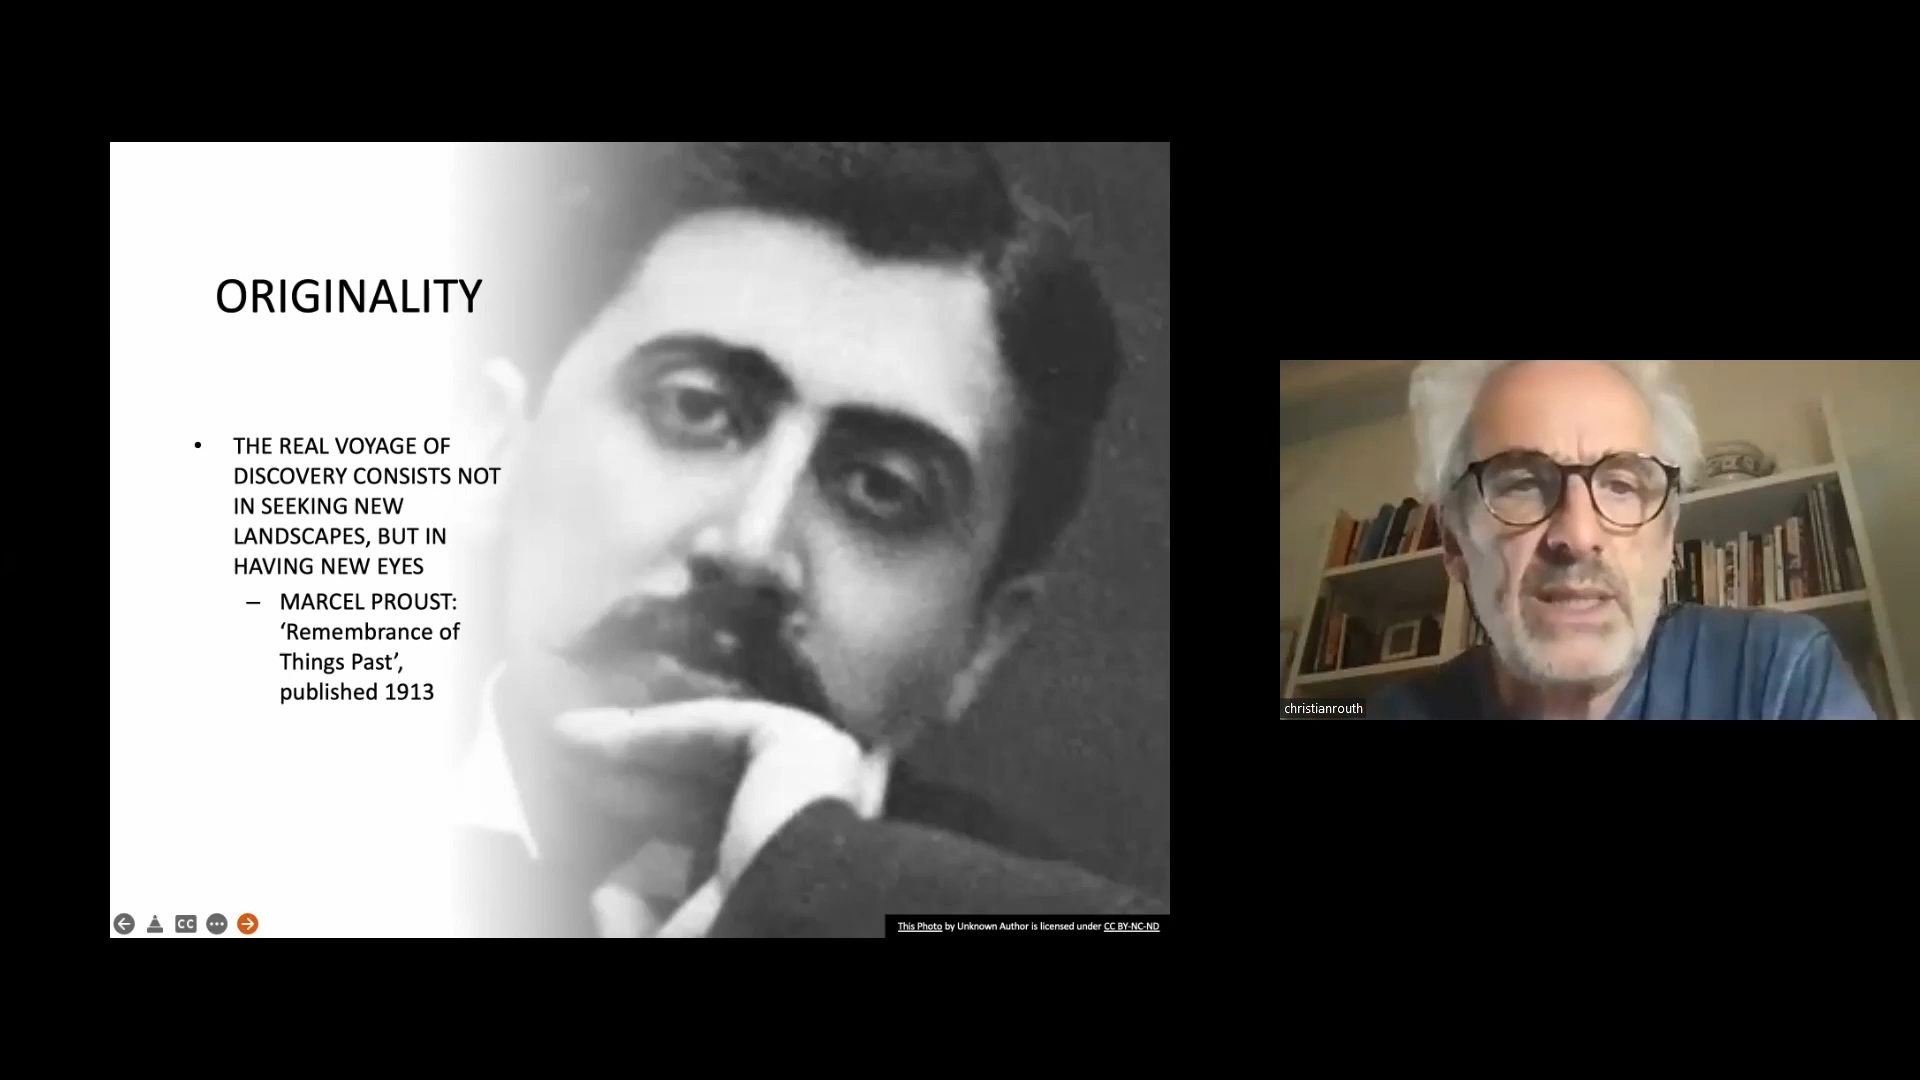 ORIGINALITY
• THE REAL VOYAGE OF
DISCOVERY CONSISTS NOT
IN SEEKING NEW
LANDSCAPES, BUT IN
HAVING NEW EYES
– MARCEL PROUST:
‘Remembrance of
Things Past’,
published 1913
CC
This Photo by Unknown Author is licensed under CC BY-NC-ND
christianrouth